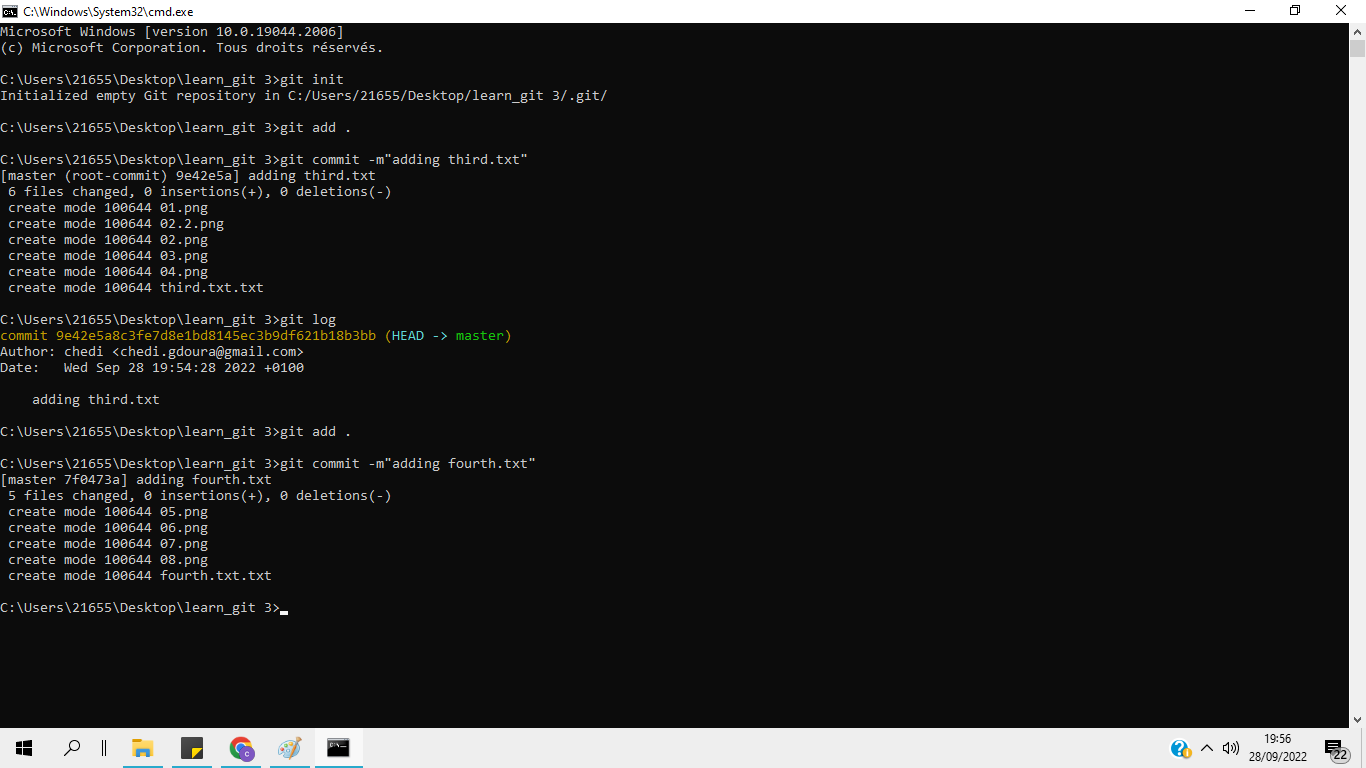 C:\Windows\System32\cmd.exe
Microsoft Windows [version 10.0.19044.2006]
(c) Microsoft Corporation. Tous droits réservés.
C:\Users\21655\Desktop\learn_git 3>git init
Initialized empty Git repository in C:/Users/21655/Desktop/learn_git 3/.git/
C:\Users\21655\Desktop\learn_git 3>git add .
C:\Users\21655\Desktop\learn_git 3>git commit -m"adding third.txt"
[master (root-commit) 9e42e5a] adding third.txt
 6 files changed, 0 insertions(+), 0 deletions(-)
 create mode 100644 01.png
 create mode 100644 02.2.png
 create mode 100644 02.png
 create mode 100644 03.png
 create mode 100644 04.png
 create mode 100644 third.txt.txt
C:\Users\21655\Desktop\learn_git 3>git log
commit 9e42e5a8c3fe7d8e1bd8145ec3b9df621b18b3bb (HEAD -> master)
Author: chedi <chedi.gdoura@gmail.com>
Date:   Wed Sep 28 19:54:28 2022 +0100
    adding third.txt
C:\Users\21655\Desktop\learn_git 3>git add .
C:\Users\21655\Desktop\learn_git 3>git commit -m"adding fourth.txt"
[master 7f0473a] adding fourth.txt
 5 files changed, 0 insertions(+), 0 deletions(-)
 create mode 100644 05.png
 create mode 100644 06.png
 create mode 100644 07.png
 create mode 100644 08.png
 create mode 100644 fourth.txt.txt
C:\Users\21655\Desktop\learn_git 3>
19:56
28/09/2022
22